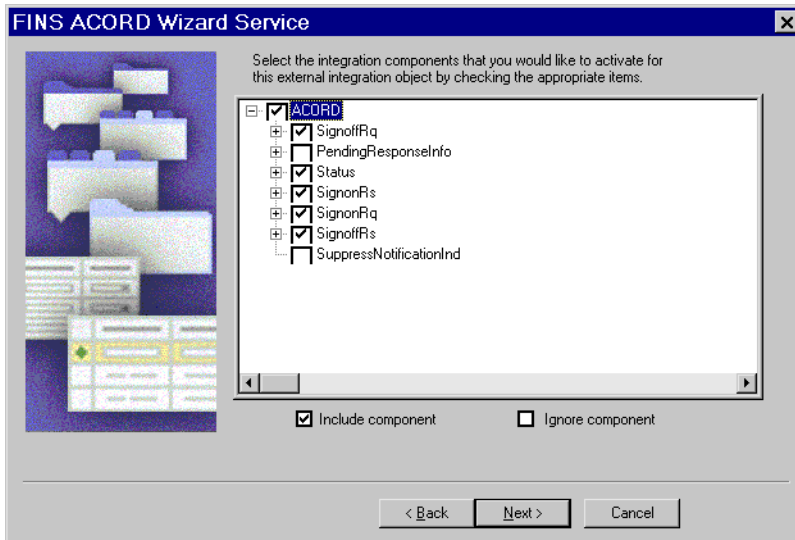 FINS ACORD Wizard Service
Select the integration components that you would like to activate for
this external integration object by checking the appropriate items.
ACORD
SignoffRq
PendingResponseInfo
Status
SignonRs
SignonRq
SignoffRs
SuppressNotificationInd
Include component Ignore component
< Back Next > Cancel